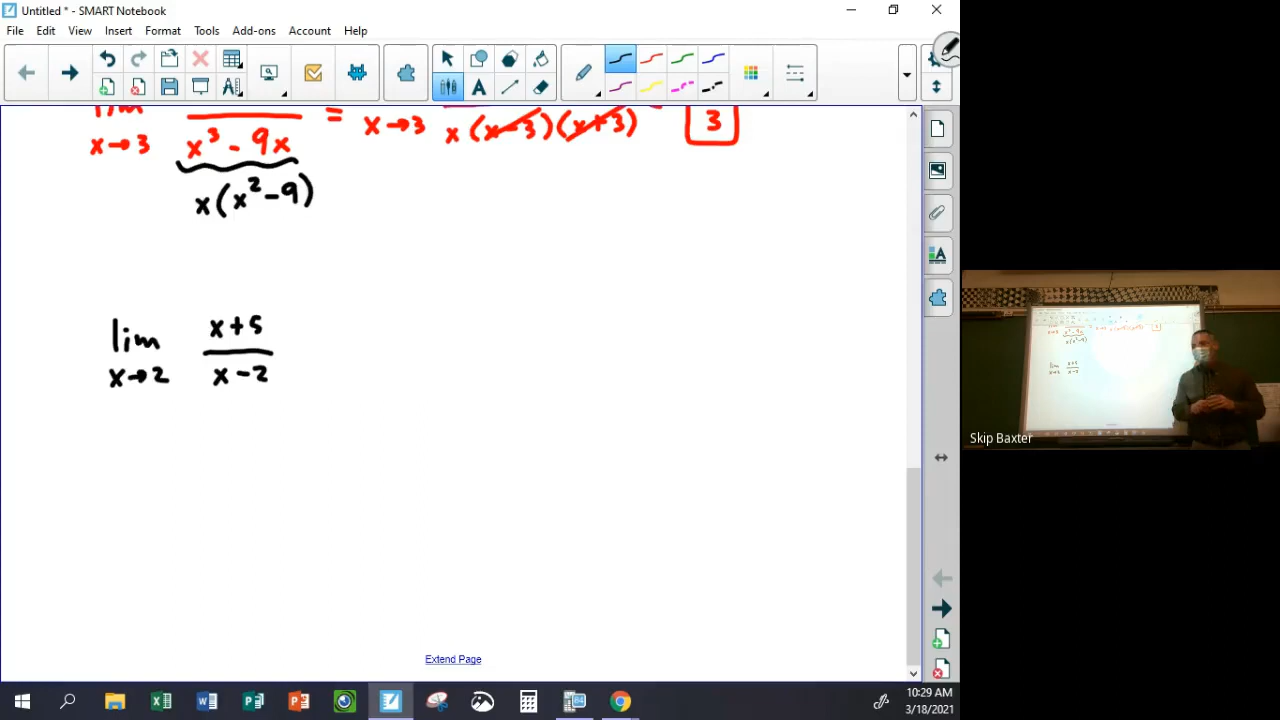 Untitled * - SMART Notebook
File Edit View Insert Format Tools Add-ons Account Help
x→3 x³ - 9x = x→3 x(x-3)(x+3) 3
x(x²-9)
lim x+5
x→2 x-2
Extend Page
Skip Baxter
10:29 AM
3/18/2021